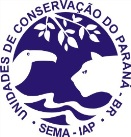 UNIDADES DE CONSERVAÇÃO DO PARANÁ - BR
• SEMA - IAP •